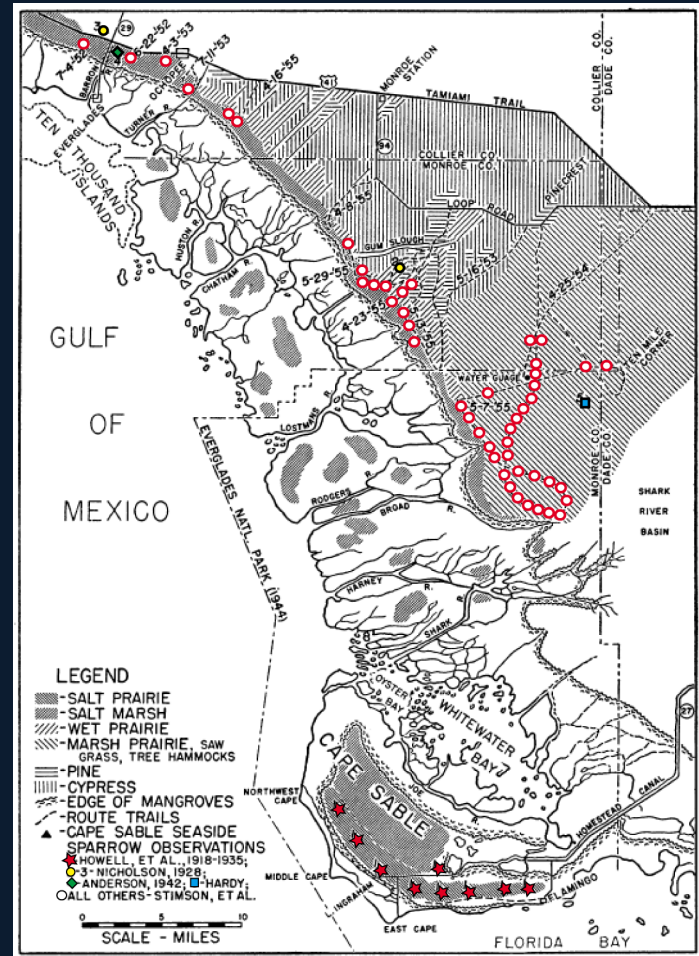 3
29
7-4-'52
6-22-'52
4-3-'53
7-11-'53
BARRON R.
OCHOPEE
4-16-'55
41
MONROE STATION
TAMIAMI TRAIL
COLLIER CO.
DADE CO.
EVERGLADES
TURNER R.
94
TEN THOUSAND
ISLANDS
COLLIER CO.
MONROE CO.
PINECREST
LOOP ROAD
4-8-'55
HUSTON R.
GUM SLOUGH
CHATHAM R.
5-29-'55
5-16-'53
4-25-'54
4-23-'55
5-13-'55
GULF
OF
MEXICO
WATER GUAGE
TEN MILE
CORNER
5-7-'55
LOSTMANS R.
MONROE CO.
DADE CO.
EVERGLADES NATL. PARK (1944)
RODGERS R.
BROAD R.
SHARK
RIVER
BASIN
HARNEY R.
SHARK R.
OYSTER
BAY
WHITEWATER
BAY
27
CAPE SABLE
JOE R.
NORTHWEST
CAPE
HOMESTEAD CANAL
MIDDLE CAPE
INGRAHAM
FLAMINGO
EAST CAPE
FLORIDA BAY
LEGEND
-SALT PRAIRIE
-SALT MARSH
-WET PRAIRIE
-MARSH PRAIRIE, SAW
GRASS, TREE HAMMOCKS
-PINE
-CYPRESS
-EDGE OF MANGROVES
-ROUTE TRAILS
-CAPE SABLE SEASIDE
SPARROW OBSERVATIONS
HOWELL, ET AL., 1918-1935;
-3-NICHOLSON, 1928;
ANDERSON, 1942; -HARDY;
ALL OTHERS-STIMSON, ET AL.
0 5 10
SCALE - MILES